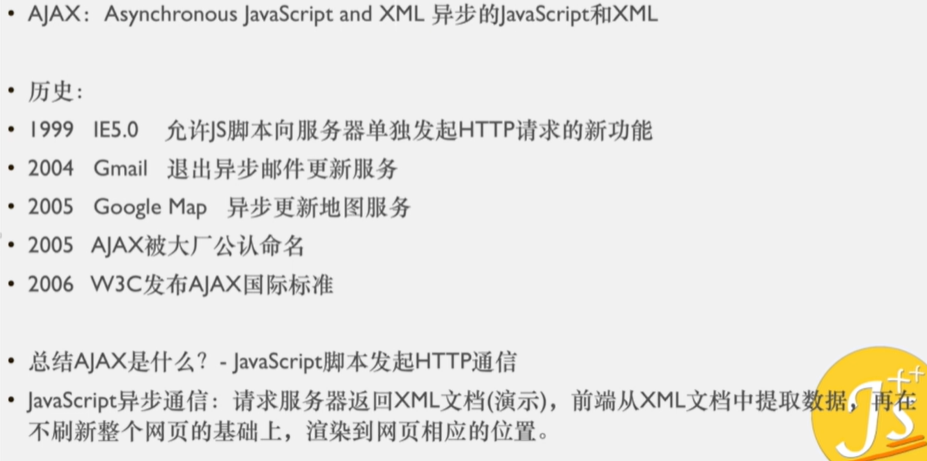 • AJAX：Asynchronous JavaScript and XML 异步的JavaScript和XML
• 历史：
• 1999 IE5.0 允许JS脚本向服务器单独发起HTTP请求的新功能
• 2004 Gmail 退出异步邮件更新服务
• 2005 Google Map 异步更新地图服务
• 2005 AJAX被大厂公认命名
• 2006 W3C发布AJAX国际标准
• 总结AJAX是什么？- JavaScript脚本发起HTTP通信
• JavaScript异步通信：请求服务器返回XML文档(演示)，前端从XML文档中提取数据，再在
不刷新整个网页的基础上，渲染到网页相应的位置。
Js++